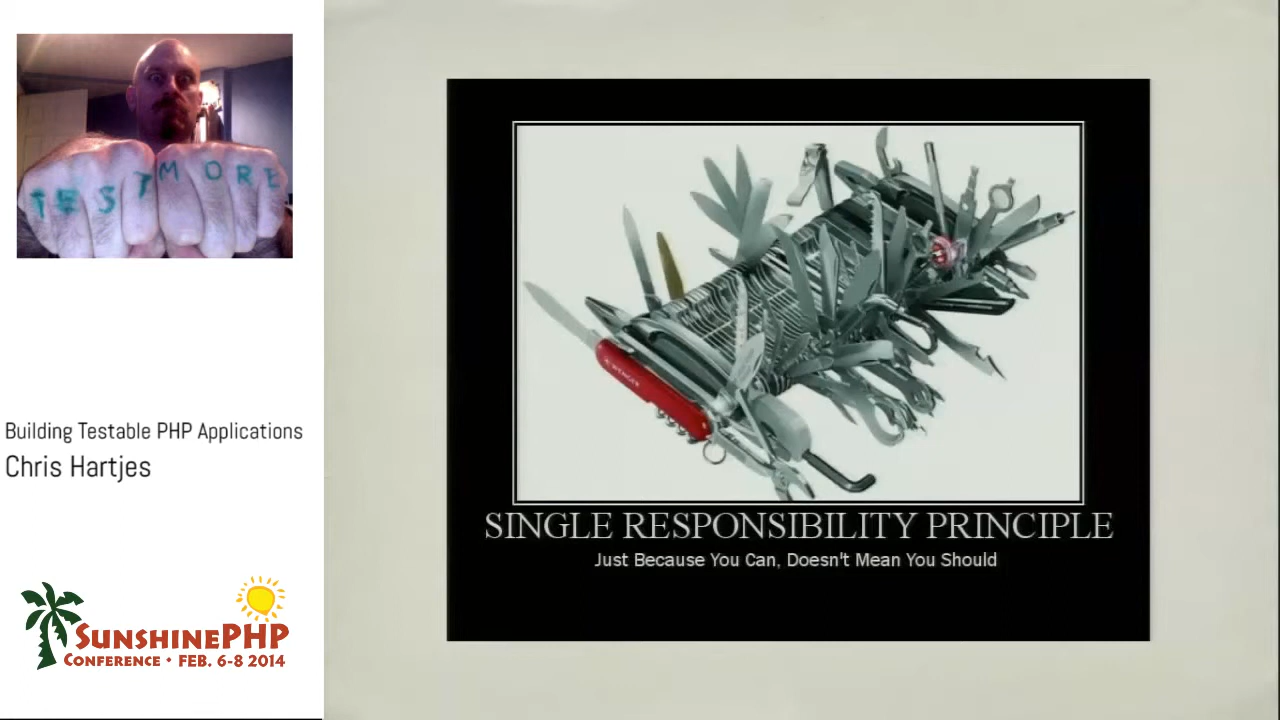 TEST MORE
Building Testable PHP Applications
Chris Hartjes
SUNSHINEPHP
CONFERENCE • FEB. 6-8 2014
WENGER
SINGLE RESPONSIBILITY PRINCIPLE
Just Because You Can, Doesn't Mean You Should